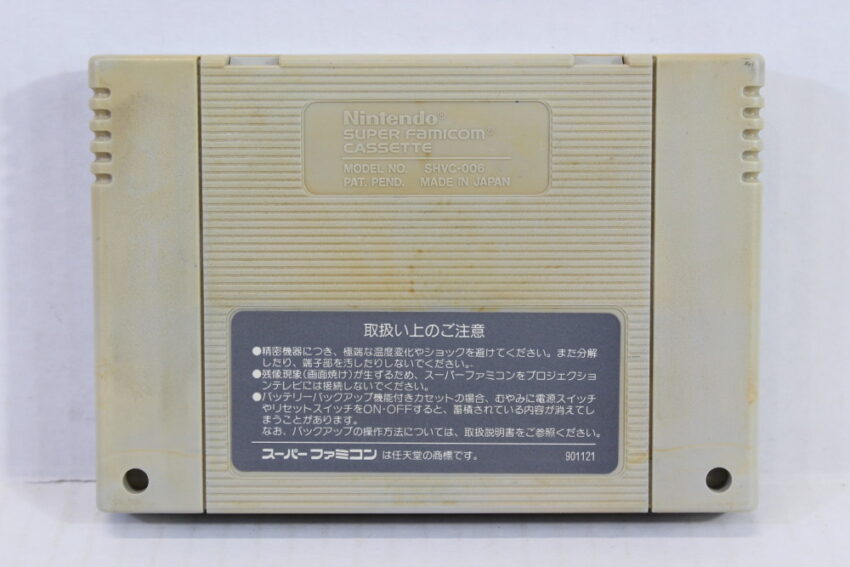 Nintendo®
SUPER FAMICOM®
CASSETTE
MODEL NO. SHVC-006
PAT. PEND. MADE IN JAPAN
取扱い上のご注意
●精密機器につき、極端な温度変化やショックを避けてください。また分解
したり、端子部を汚したりしないでください。
●残像現象(画面焼け)が生ずるため、スーパーファミコンをプロジェクショ
ンテレビには接続しないでください。
●バッテリーバックアップ機能付きカセットの場合、むやみに電源スイッチ
やリセットスイッチをON・OFFすると、蓄積されている内容が消えてし
まうことがあります。
なお、バックアップの操作方法については、取扱説明書をご参照ください。
スーパーファミコン は任天堂の商標です。 901121